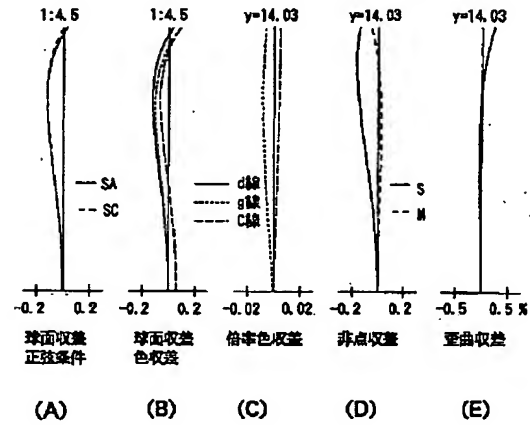 1:4.5 1:4.5 y=14.03 y=14.03 y=14.03
SA
SC
d線
g線
C線
S
M
-0.2 0.2 -0.2 0.2 -0.02 0.02 -0.2 0.2 -0.5 0.5 %
球面収差 球面収差 倍率色収差 非点収差 歪曲収差
正弦条件 色収差
(A) (B) (C) (D) (E)